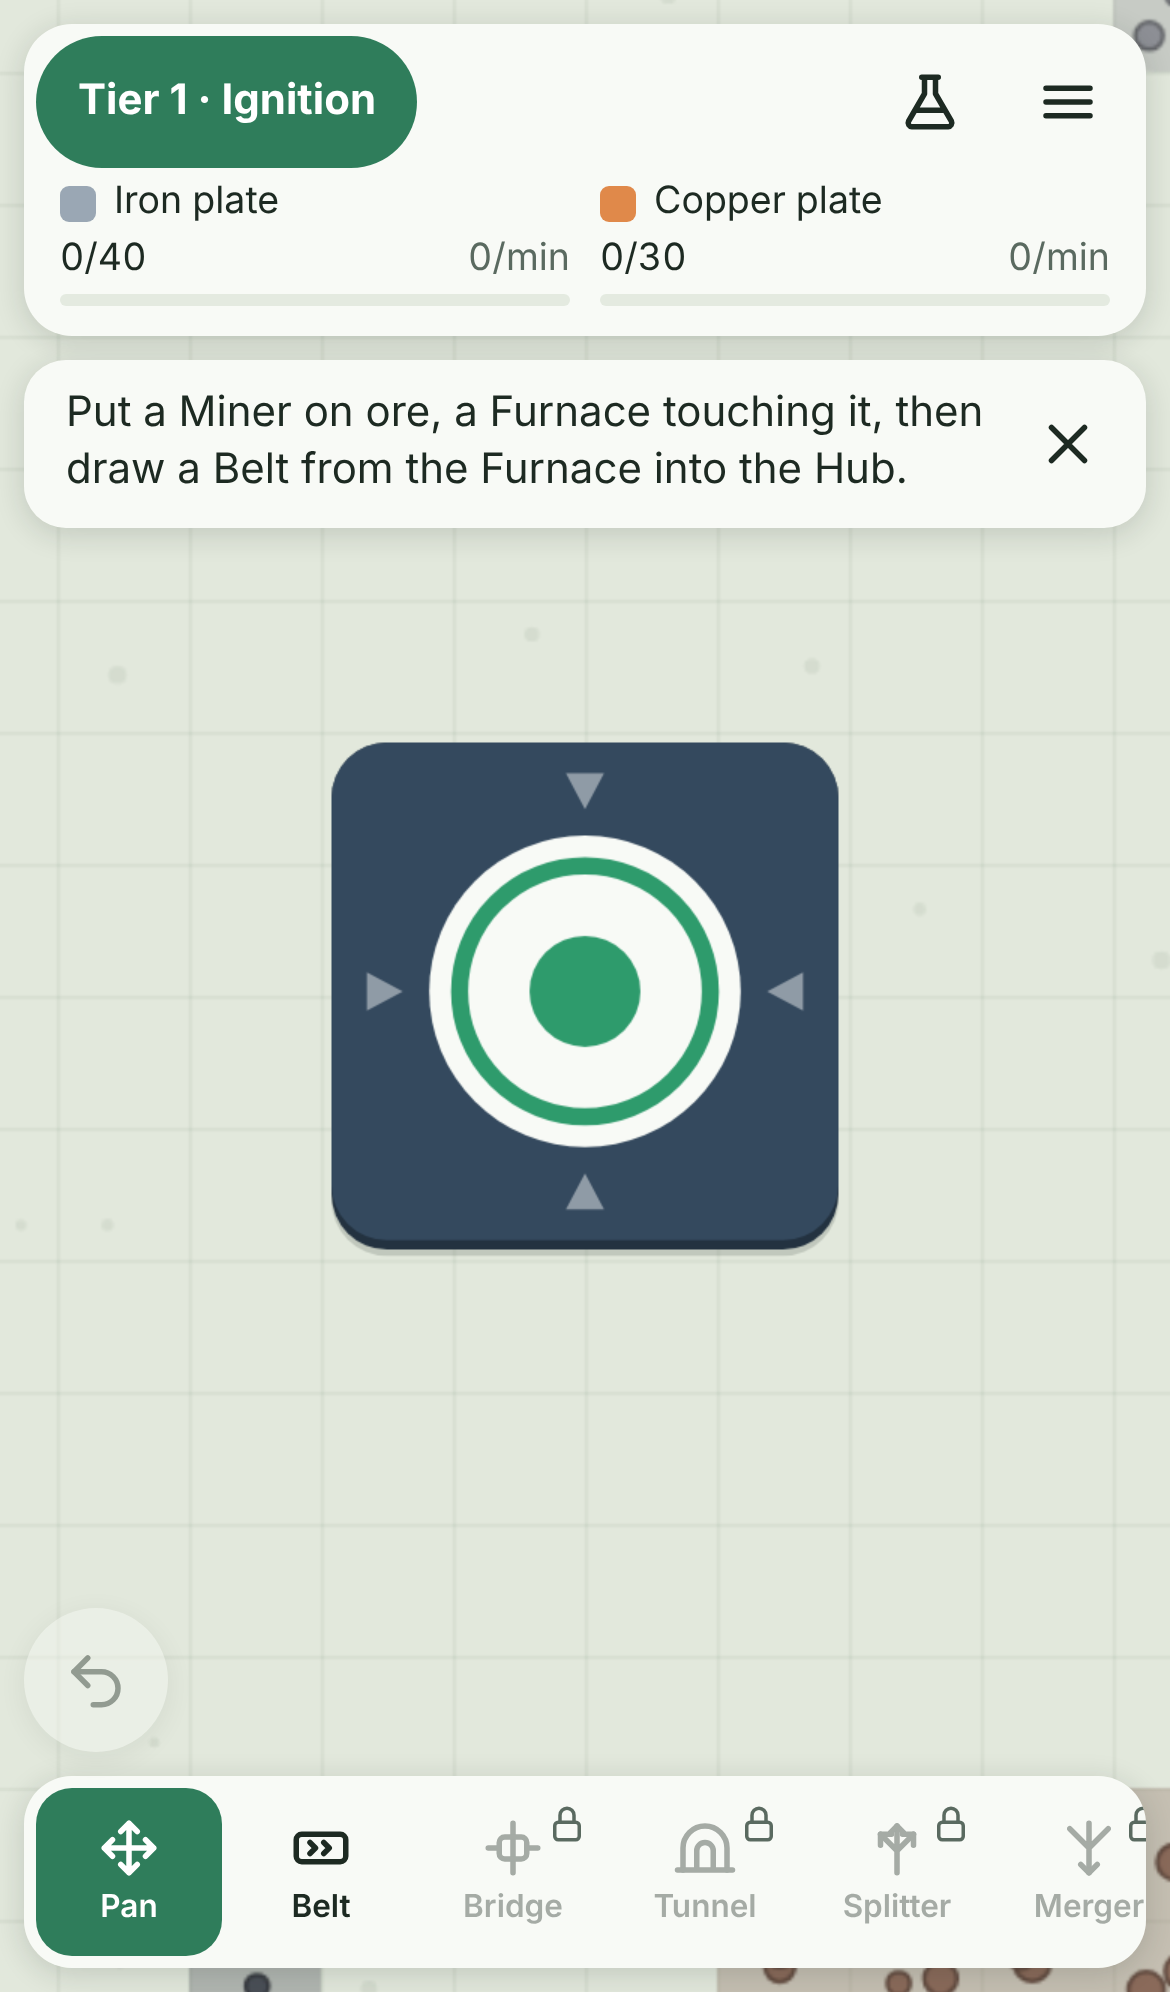 Tier 1 · Ignition
Iron plate
0/40 0/min
Copper plate
0/30 0/min
Put a Miner on ore, a Furnace touching it, then
draw a Belt from the Furnace into the Hub.
Pan
Belt
Bridge
Tunnel
Splitter
Merger